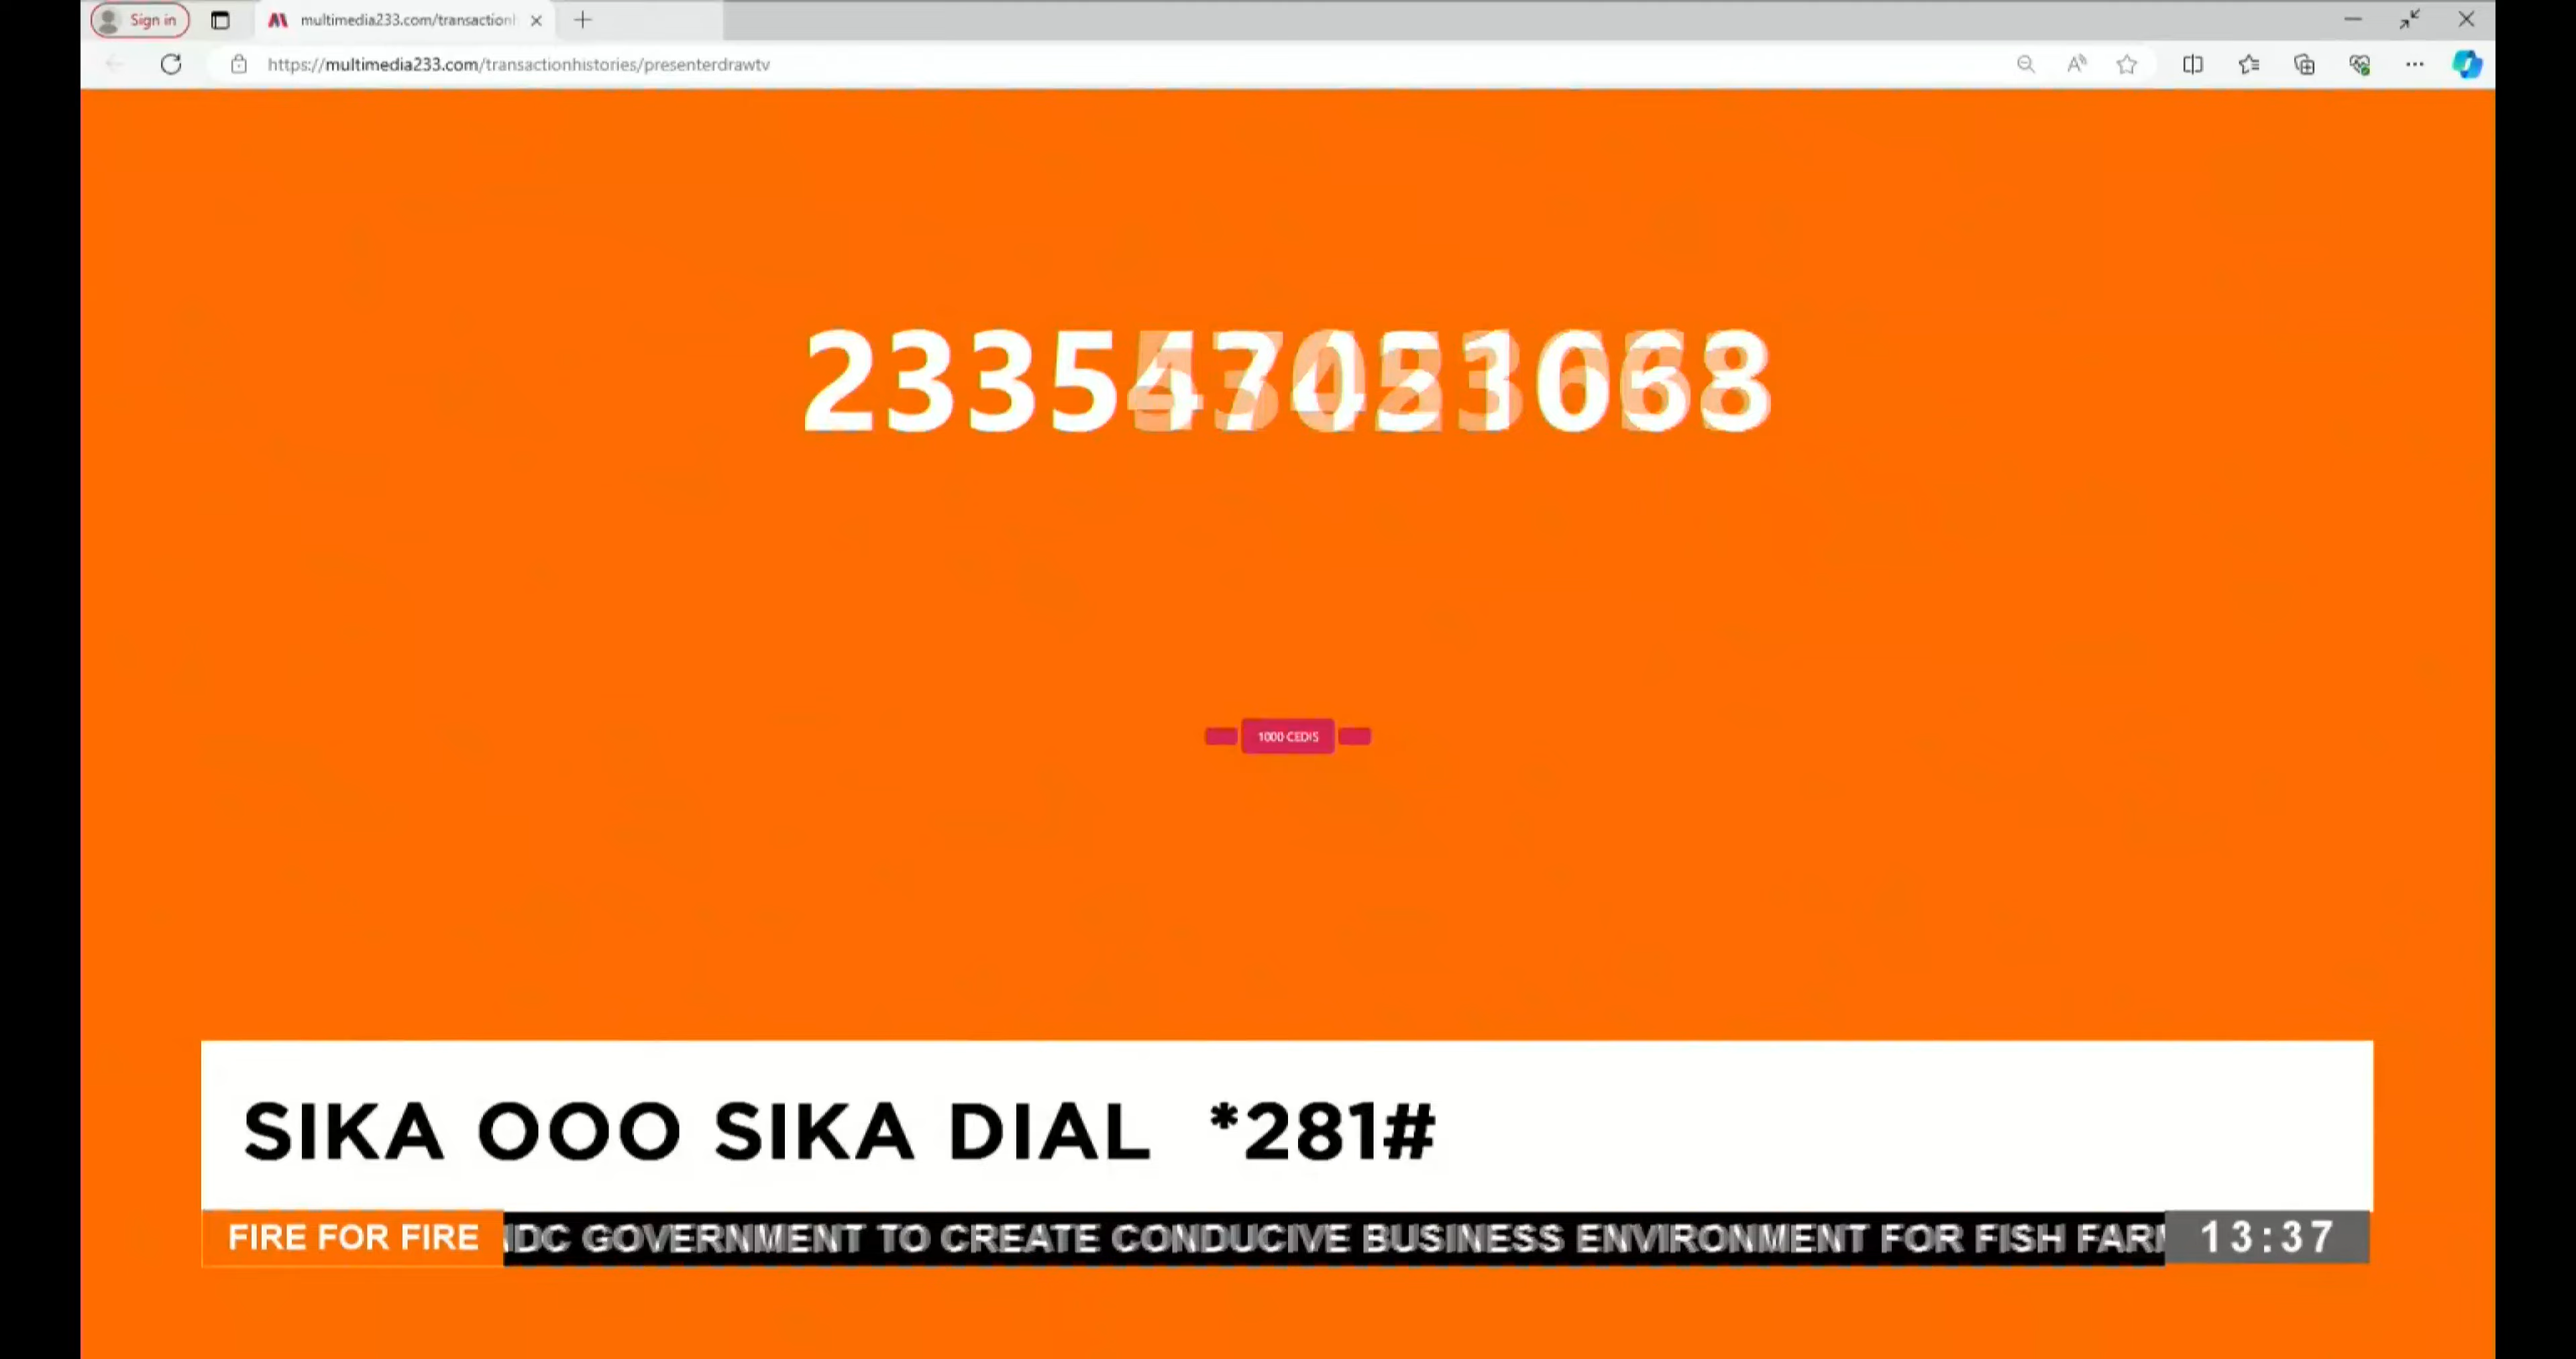 Sign in
multimedia233.com/transaction
https://multimedia233.com/transactionhistories/presenterdrawtv
1000 CEDIS
SIKA OOO SIKA DIAL *281#
FIRE FOR FIRE
GOVERNMENT TO CREATE CONDUCIVE BUSINESS ENVIRONMENT FOR FISH
13:37